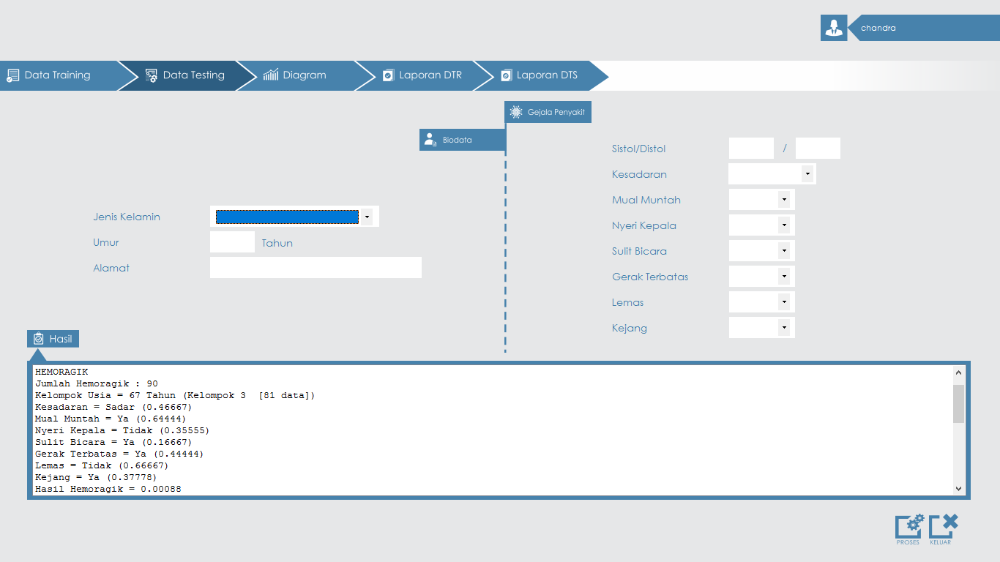 chandra
Data Training
Data Testing
Diagram
Laporan DTR
Laporan DTS
Gejala Penyakit
Biodata
Jenis Kelamin
Umur
Tahun
Alamat
Sistol/Distol
/
Kesadaran
Mual Muntah
Nyeri Kepala
Sulit Bicara
Gerak Terbatas
Lemas
Kejang
Hasil
HEMORAGIK
Jumlah Hemoragik : 90
Kelompok Usia = 67 Tahun (Kelompok 3  [81 data])
Kesadaran = Sadar (0.46667)
Mual Muntah = Ya (0.64444)
Nyeri Kepala = Tidak (0.35555)
Sulit Bicara = Ya (0.16667)
Gerak Terbatas = Ya (0.44444)
Lemas = Tidak (0.66667)
Kejang = Ya (0.37778)
Hasil Hemoragik = 0.00088
PROSES
KELUAR